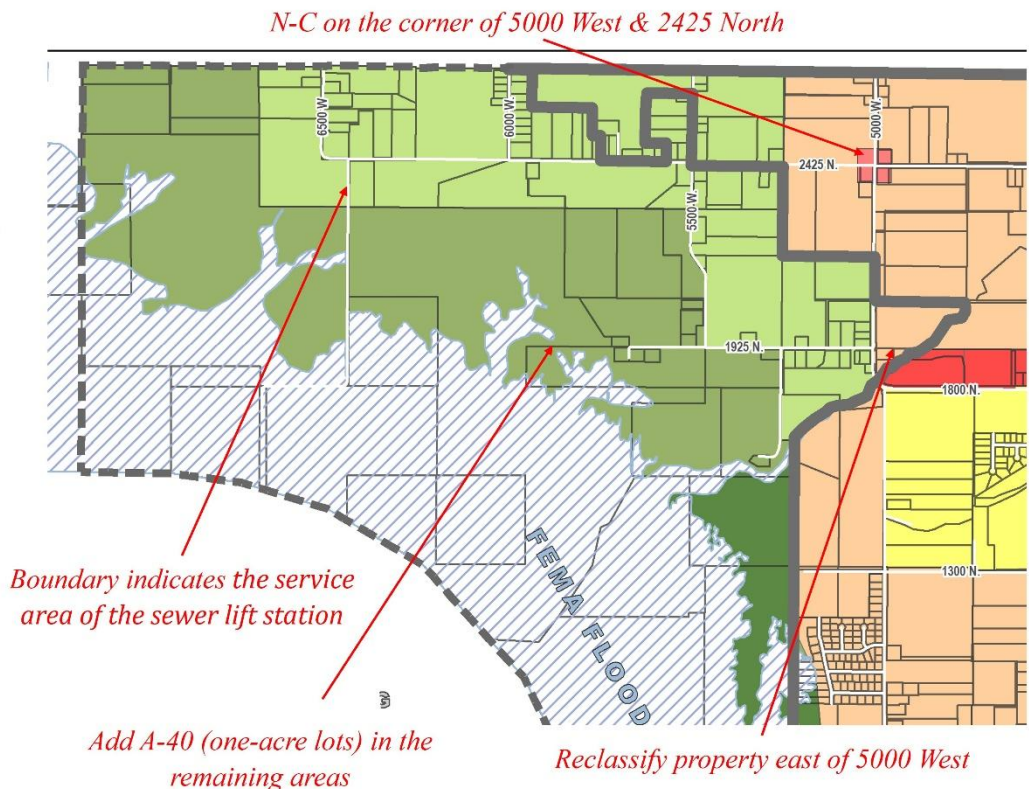 N-C on the corner of 5000 West & 2425 North
6500 W.
6000 W.
5000 W.
2425 N.
5500 W.
1925 N.
1800 N.
1300 N.
FEMA FLOOD
Boundary indicates the service
area of the sewer lift station
Add A-40 (one-acre lots) in the
remaining areas
Reclassify property east of 5000 West